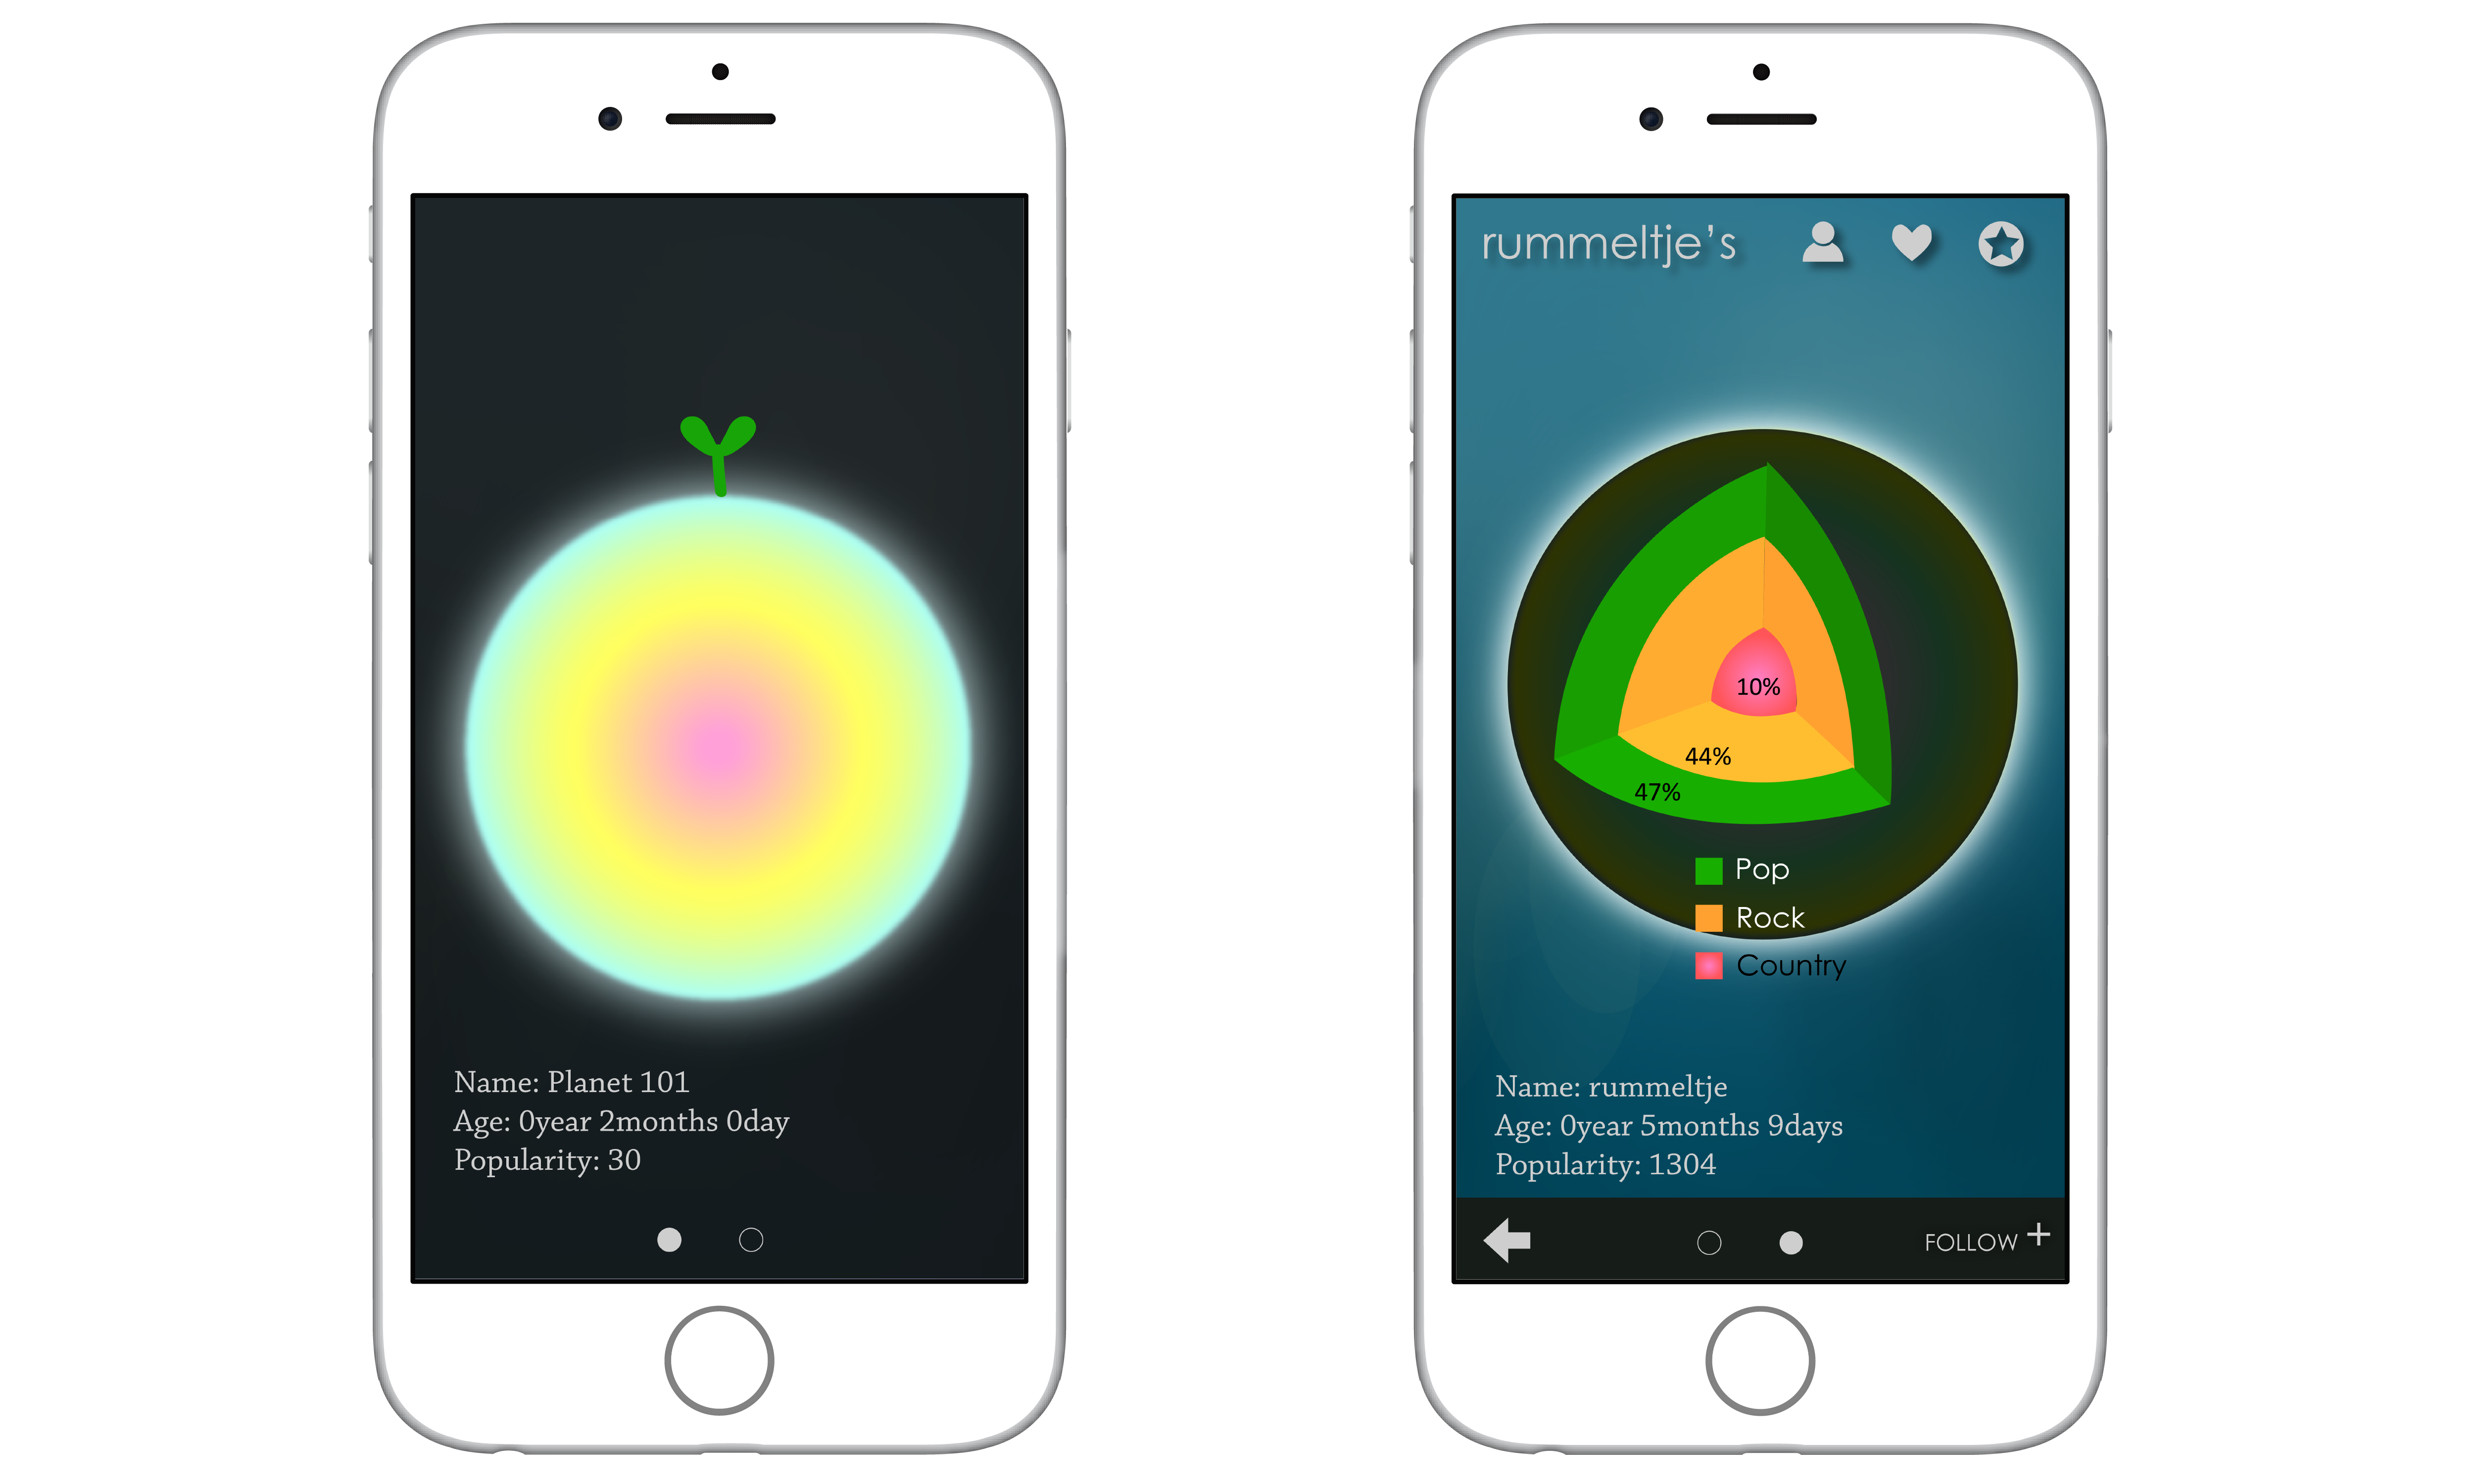 Name: Planet 101
Age: 0year 2months 0day
Popularity: 30
rummeltje's
10%
44%
47%
Pop
Rock
Country
Name: rummeltje
Age: 0year 5months 9days
Popularity: 1304
FOLLOW +